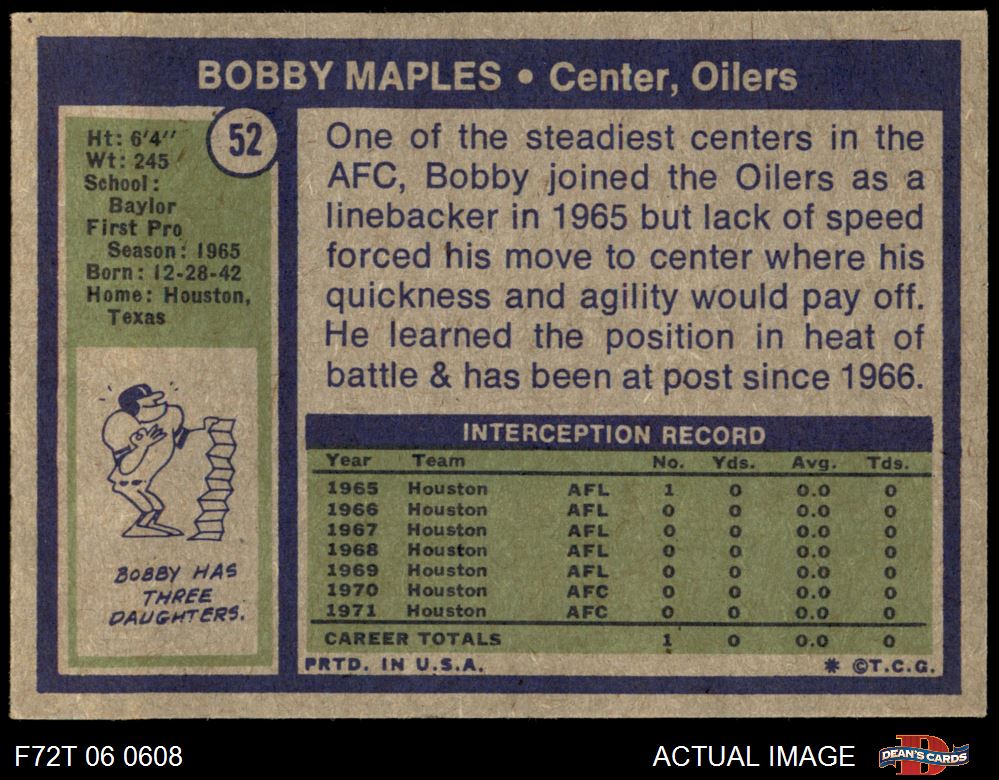 BOBBY MAPLES • Center, Oilers
52
Ht: 6'4"
Wt: 245
School:
Baylor
First Pro
Season: 1965
Born: 12-28-42
Home: Houston,
Texas
BOBBY HAS
THREE
DAUGHTERS.
One of the steadiest centers in the
AFC, Bobby joined the Oilers as a
linebacker in 1965 but lack of speed
forced his move to center where his
quickness and agility would pay off.
He learned the position in heat of
battle & has been at post since 1966.
INTERCEPTION RECORD
Year Team No. Yds. Avg. Tds.
1965 Houston AFL 1 0 0.0 0
1966 Houston AFL 0 0 0.0 0
1967 Houston AFL 0 0 0.0 0
1968 Houston AFL 0 0 0.0 0
1969 Houston AFL 0 0 0.0 0
1970 Houston AFC 0 0 0.0 0
1971 Houston AFC 0 0 0.0 0
CAREER TOTALS 1 0 0.0 0
PRTD. IN U.S.A. * ©T.C.G.
F72T 06 0608 ACTUAL IMAGE DEAN'S CARDS